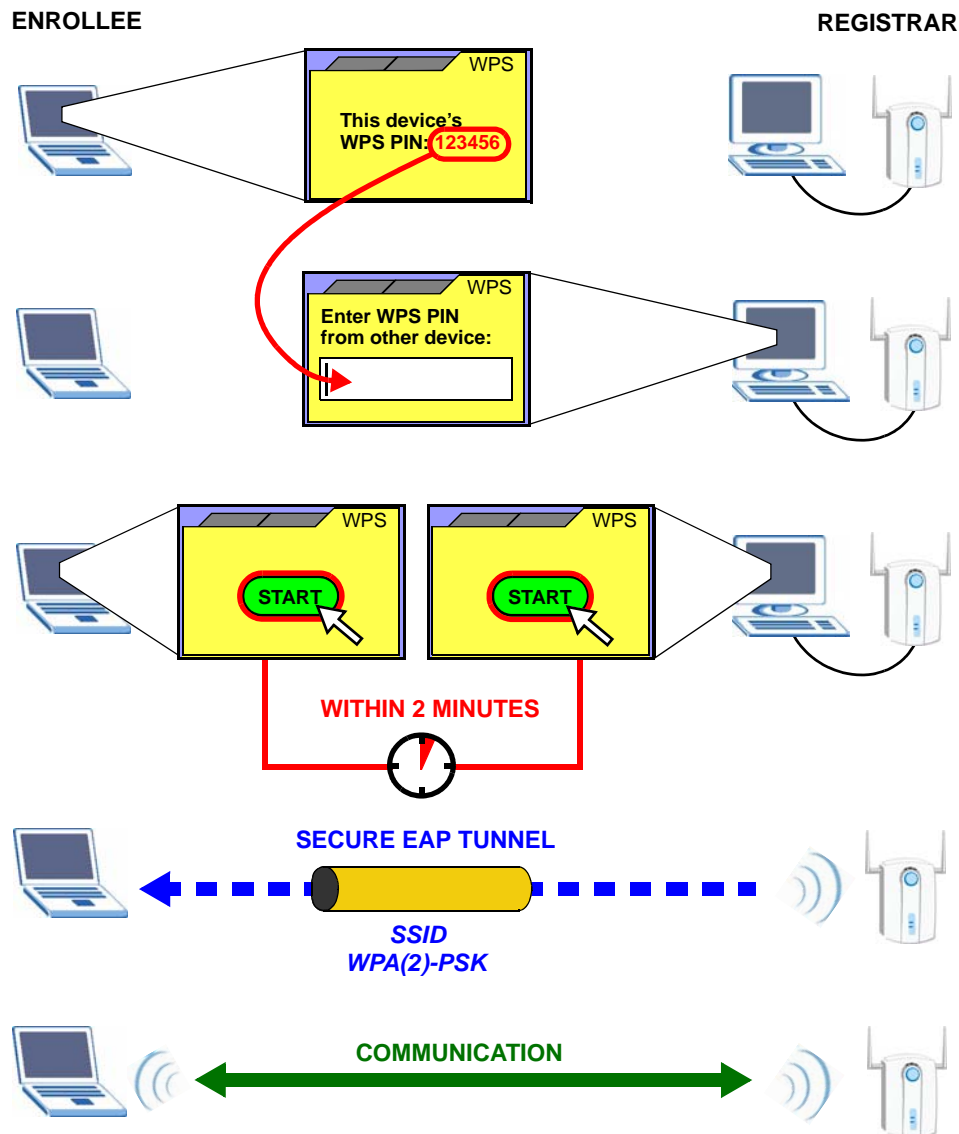 ENROLLEE
REGISTRAR
WPS
This device's
WPS PIN: 123456
WPS
Enter WPS PIN
from other device:
WPS
WPS
START
START
WITHIN 2 MINUTES
SECURE EAP TUNNEL
SSID
WPA(2)-PSK
COMMUNICATION